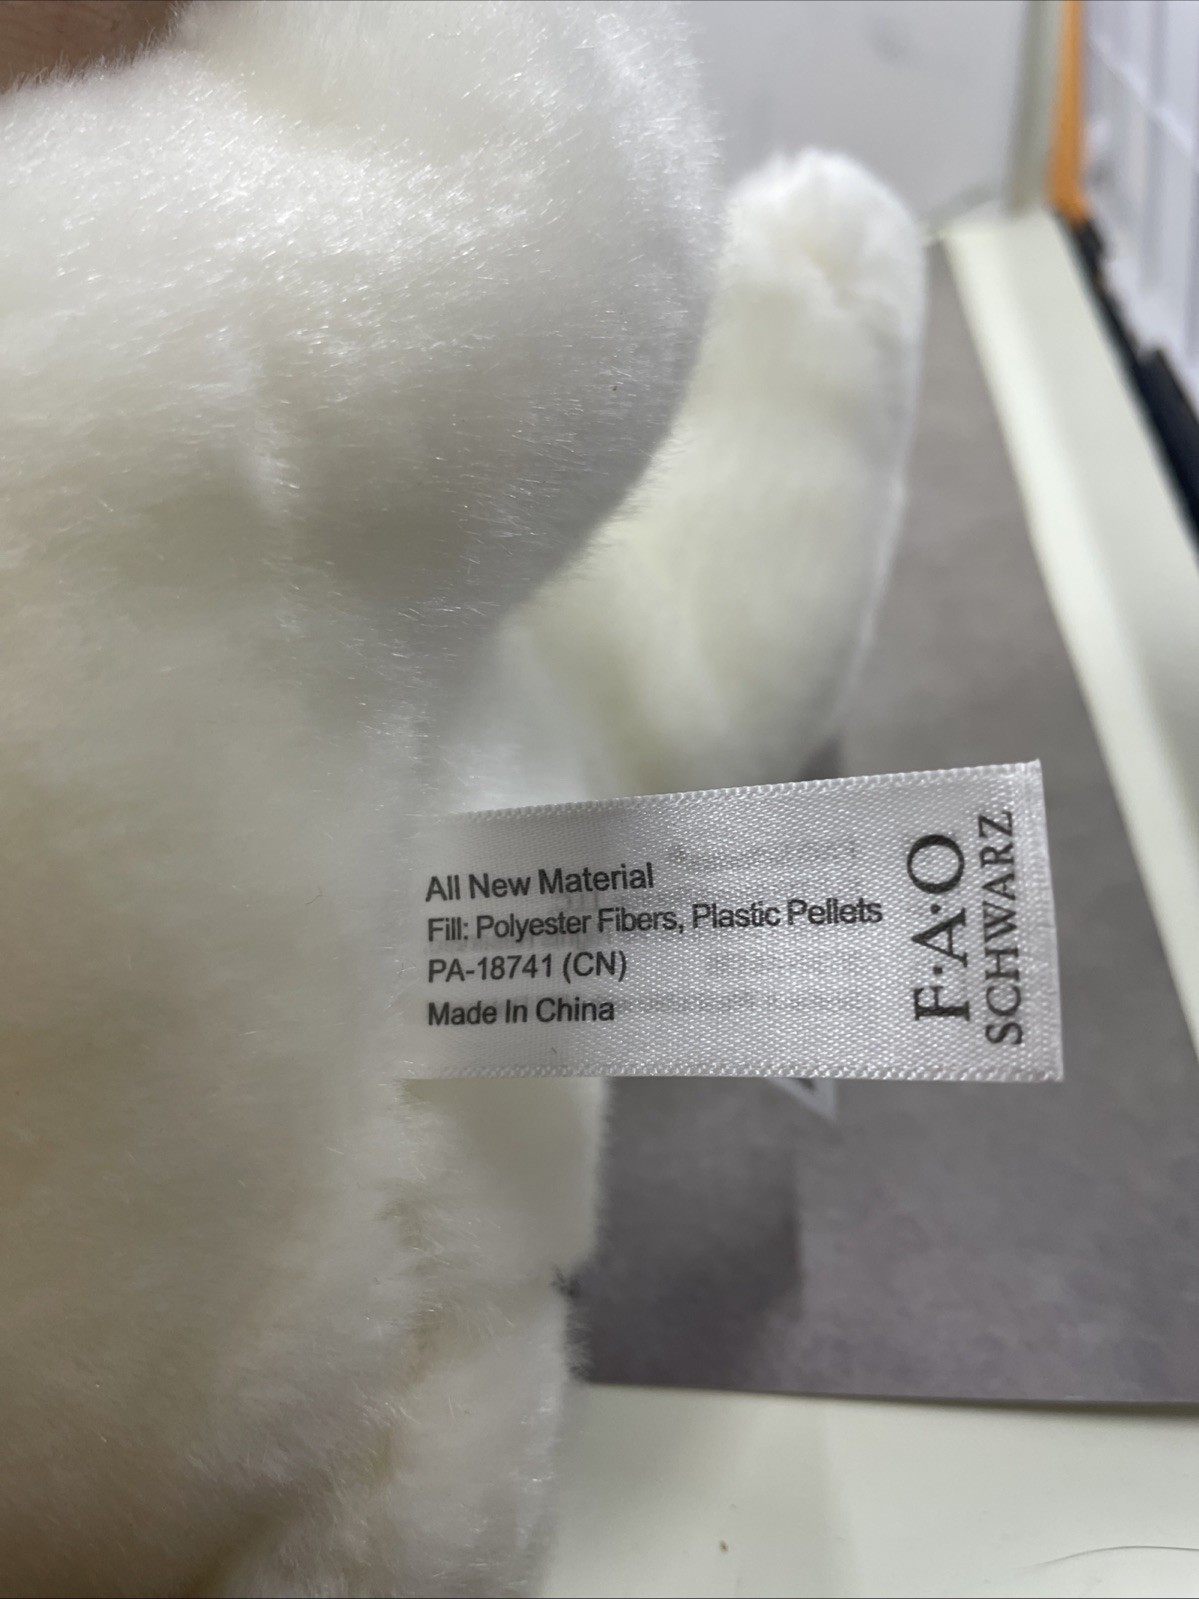 All New Material
Fill: Polyester Fibers, Plastic Pellets
PA-18741 (CN)
Made In China
F·A·O
SCHWARZ